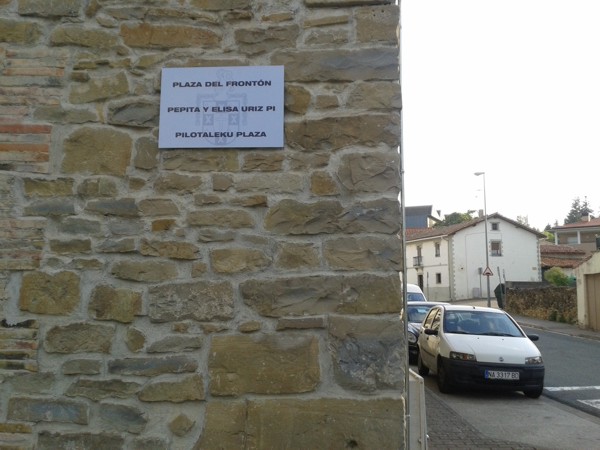 PLAZA DEL FRONTÓN
PEPITA Y ELISA URIZ PI
PILOTALEKU PLAZA